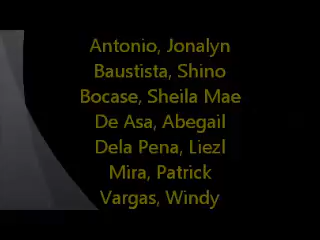 Antonio, Jonalyn
Baustista, Shino
Bocase, Sheila Mae
De Asa, Abegail
Dela Pena, Liezl
Mira, Patrick
Vargas, Windy